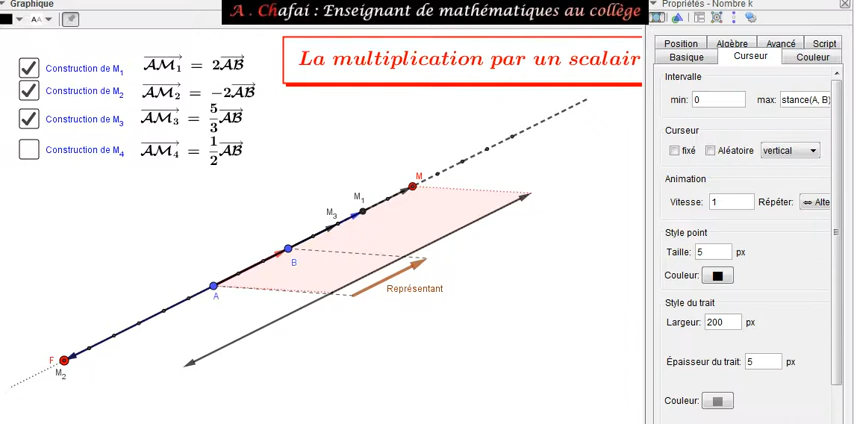 Graphique
A . Chafai : Enseignant de mathématiques au collège
Propriétés - Nombre k
AA
Position Algèbre Avancé Script
Basique Curseur Couleur
La multiplication par un scalair
Construction de M1 AM1 = 2AB
Construction de M2 AM2 = -2AB
Construction de M3 AM3 = 5/3 AB
Construction de M4 AM4 = 1/2 AB
Intervalle
min: 0 max: stance(A, B)
Curseur
fixé Aléatoire vertical
Animation
Vitesse: 1 Répéter: ⇔ Alte
Style point
Taille: 5 px
Couleur:
Style du trait
Largeur: 200 px
Épaisseur du trait: 5 px
Couleur:
M
M1
M3
B
A
Représentant
F
M2